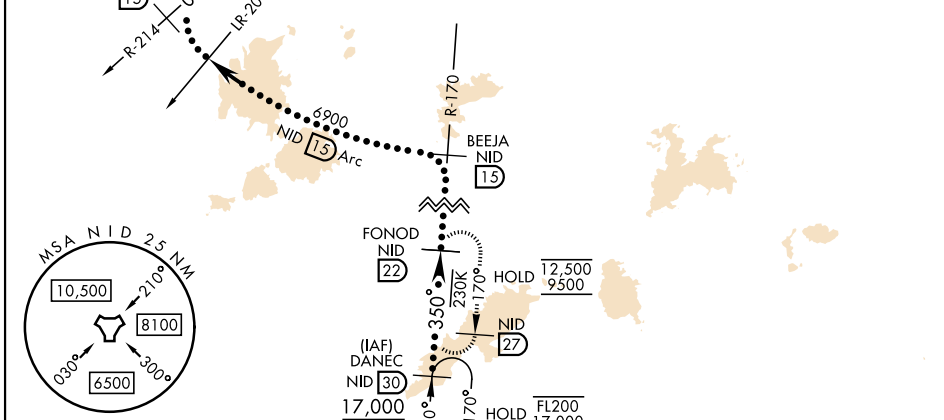 15
R-214
LR-20
R-170
6900
NID 15 Arc
BEEJA
NID
15
FONOD
NID
22
MSA NID 25 NM
10,500
210°
8100
030°
300°
6500
350°
230K
170°
HOLD 12,500
9500
NID
27
(IAF)
DANEC
NID 30
17,000
HOLD FL200